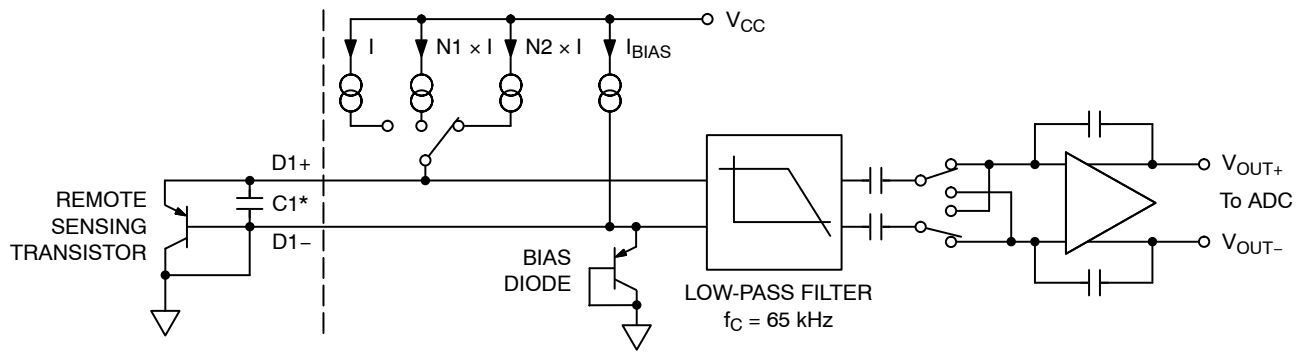 V_CC
I
N1 × I
N2 × I
I_BIAS
D1+
REMOTE
SENSING
TRANSISTOR
C1*
D1−
BIAS
DIODE
LOW-PASS FILTER
f_C = 65 kHz
V_OUT+
To ADC
V_OUT−